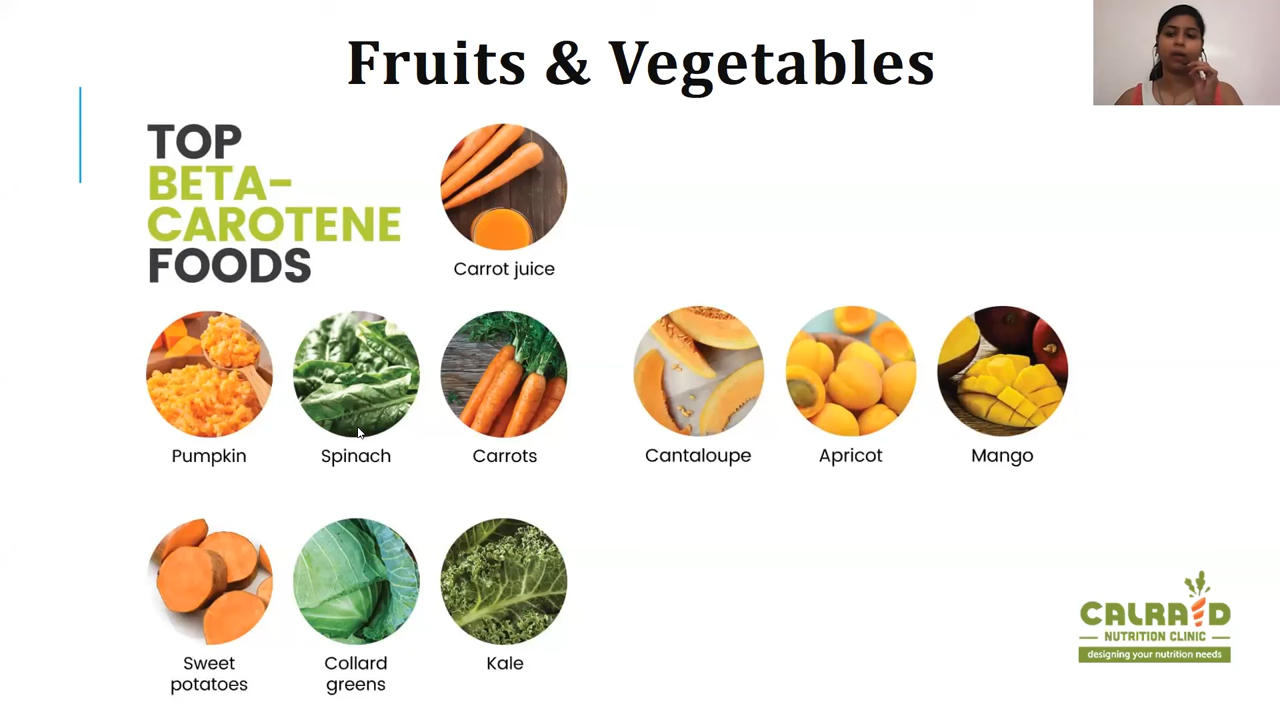 Fruits & Vegetables
TOP
BETA-
CAROTENE
FOODS
Carrot juice
Pumpkin
Spinach
Carrots
Cantaloupe
Apricot
Mango
Sweet
potatoes
Collard
greens
Kale
CALRAID
NUTRITION CLINIC
designing your nutrition needs